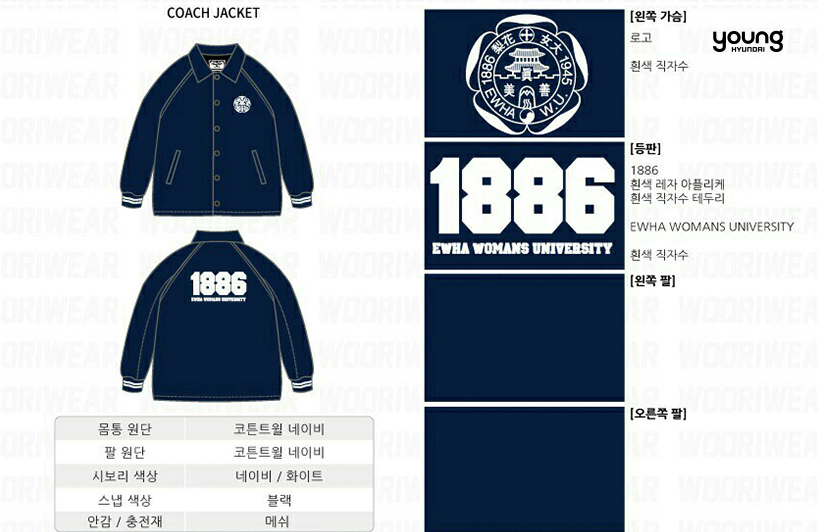 COACH JACKET
1886
EWHA WOMANS UNIVERSITY
몸통 원단 코튼트윌 네이비
팔 원단 코튼트윌 네이비
시보리 색상 네이비 / 화이트
스냅 색상 블랙
안감 / 충전재 메쉬
1886 梨花 女大 1945
美 眞 善
EWHA W.U.
1886
EWHA WOMANS UNIVERSITY
[왼쪽 가슴]
로고
흰색 직자수
young
HYUNDAI
[등판]
1886
흰색 레자 아플리케
흰색 직자수 테두리
EWHA WOMANS UNIVERSITY
흰색 직자수
[왼쪽 팔]
[오른쪽 팔]
WOORIWEAR